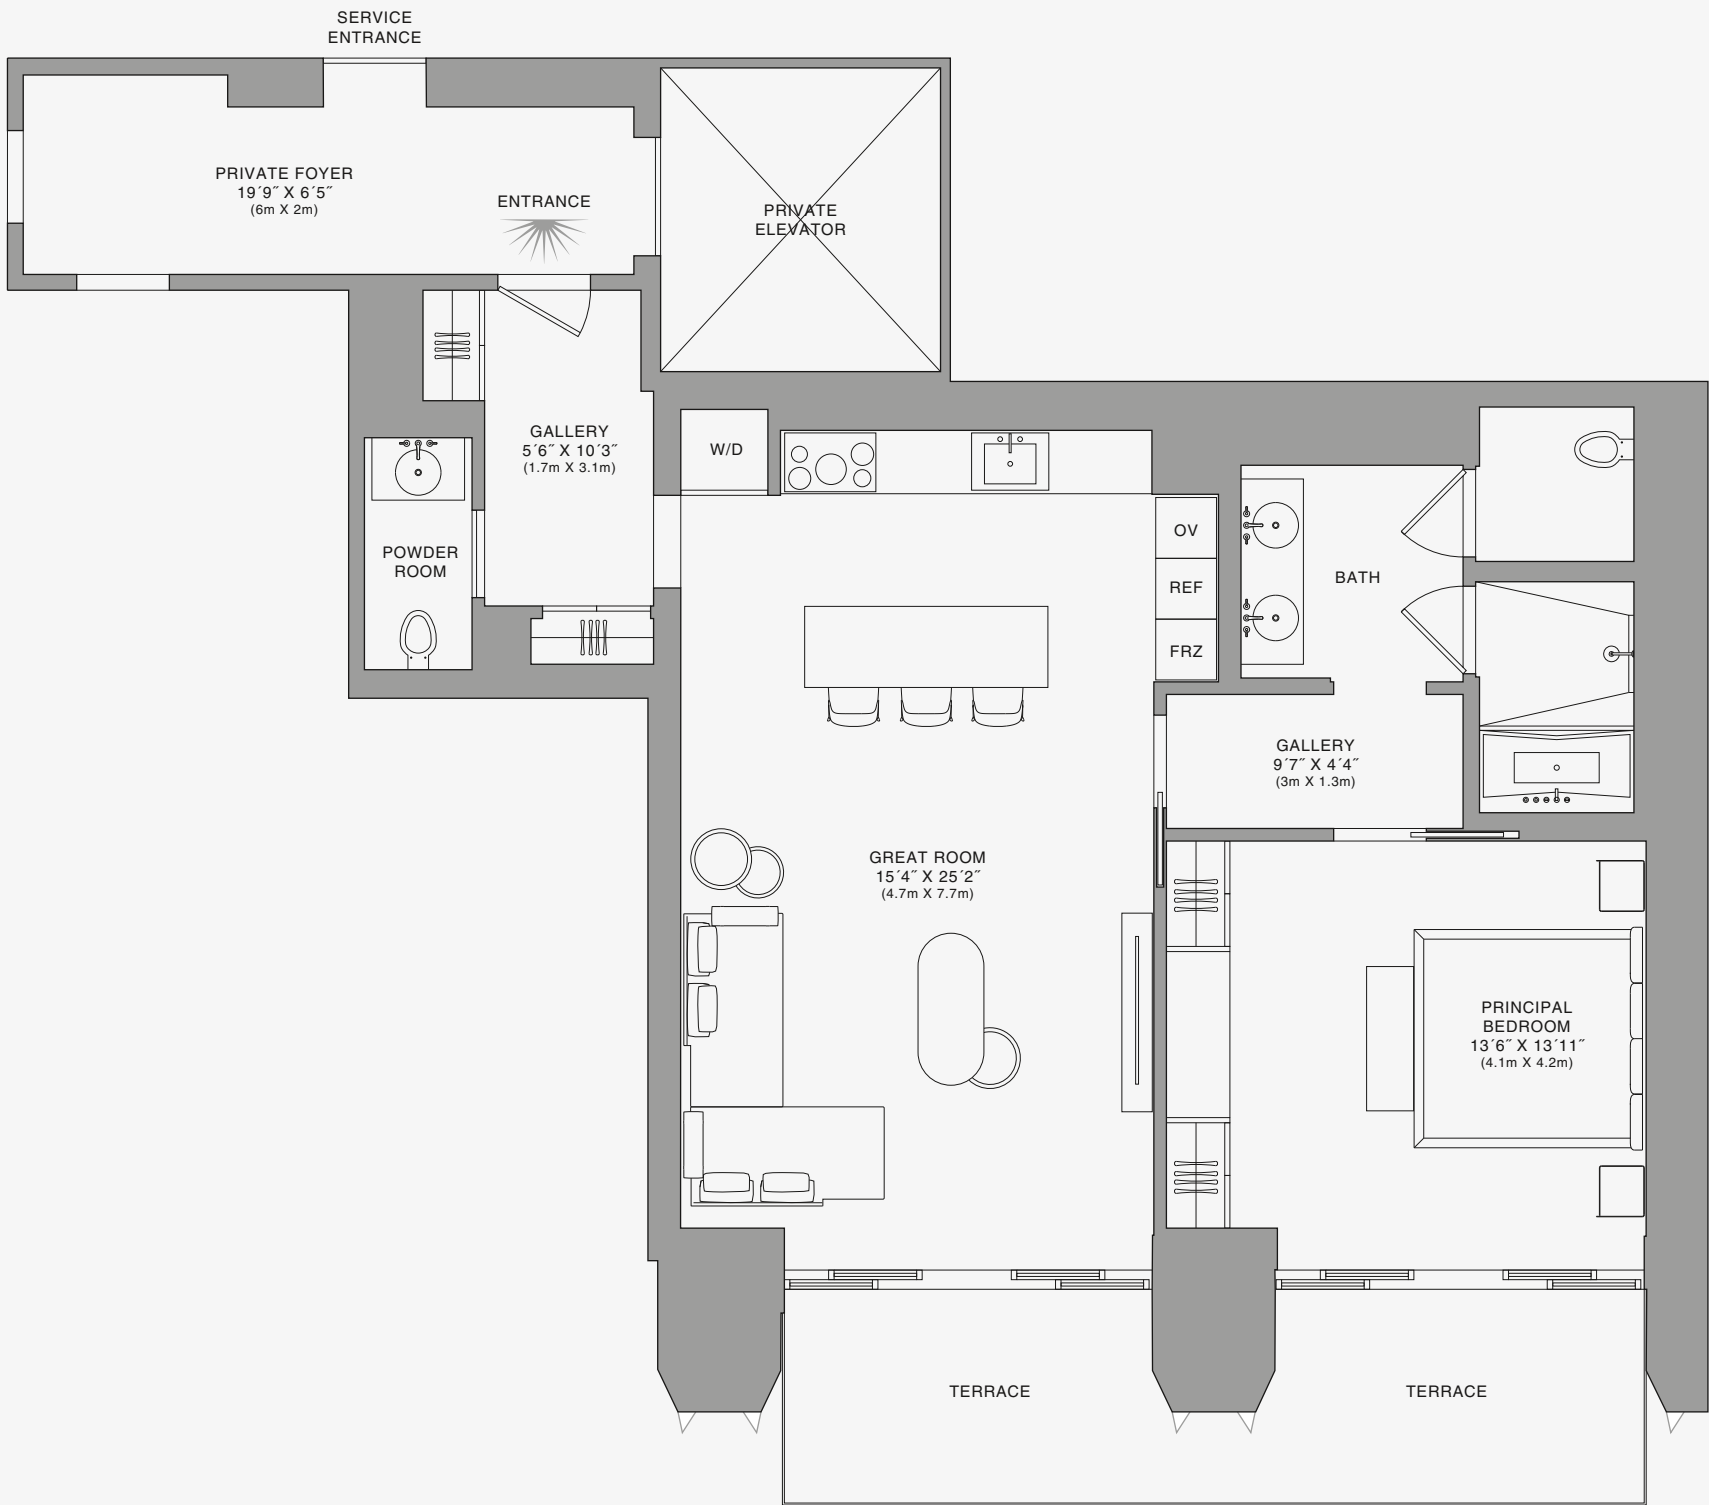 SERVICE
ENTRANCE
PRIVATE FOYER
19´9˝ X 6´5˝
(6m X 2m)
ENTRANCE
PRIVATE
ELEVATOR
GALLERY
5´6˝ X 10´3˝
(1.7m X 3.1m)
W/D
POWDER
ROOM
OV
REF
FRZ
BATH
GALLERY
9´7˝ X 4´4˝
(3m X 1.3m)
GREAT ROOM
15´4˝ X 25´2˝
(4.7m X 7.7m)
PRINCIPAL
BEDROOM
13´6˝ X 13´11˝
(4.1m X 4.2m)
TERRACE
TERRACE